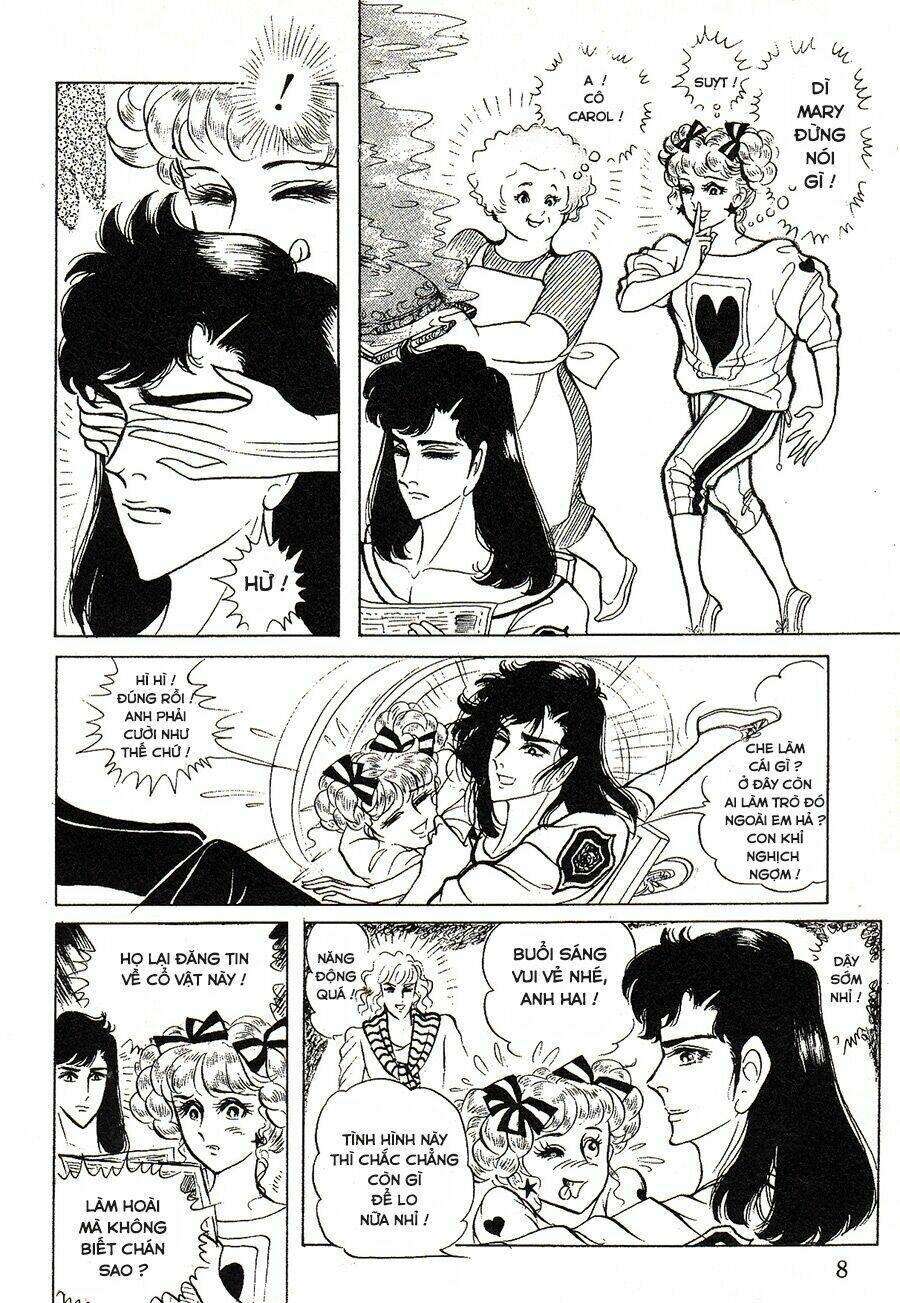 DÌ
MARY
ĐỪNG
NÓI
GÌ !
SUỴT !
A !
CÔ
CAROL !
!
HỪ !
CHE LÀM
CÁI GÌ ?
Ở ĐÂY CÒN
AI LÀM TRÒ ĐÓ
NGOÀI EM HẢ ?
CON KHỈ
NGHỊCH
NGỢM !
HÌ HÌ !
ĐÚNG RỒI !
ANH PHẢI
CƯỜI NHƯ
THẾ CHỨ !
DẬY
SỚM
NHỈ !
BUỔI SÁNG
VUI VẺ NHÉ,
ANH HAI !
NĂNG
ĐỘNG
QUÁ !
TÌNH HÌNH NÀY
THÌ CHẮC CHẲNG
CÒN GÌ
ĐỂ LO
NỮA NHỈ !
HỌ LẠI ĐĂNG TIN
VỀ CỔ VẬT NÀY !
LÀM HOÀI
MÀ KHÔNG
BIẾT CHÁN
SAO ?
8